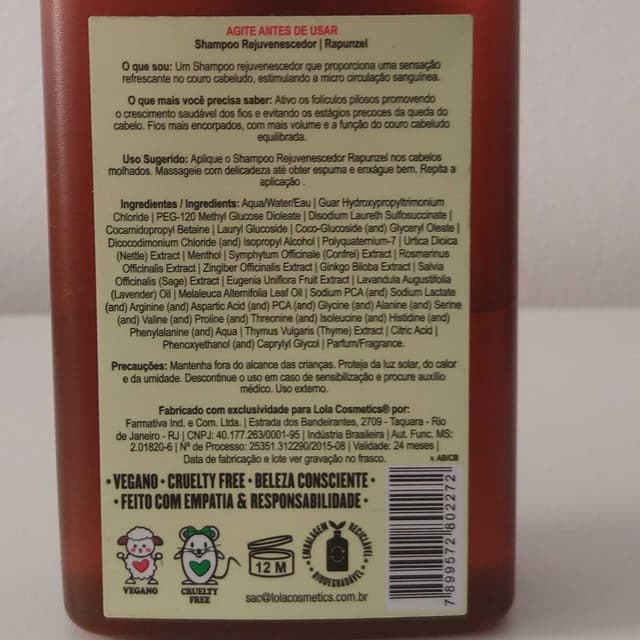 AGITE ANTES DE USAR
Shampoo Rejuvenescedor | Rapunzel
O que sou: Um Shampoo rejuvenescedor que proporciona uma sensação
refrescante no couro cabeludo, estimulando a micro circulação sanguínea.
O que mais você precisa saber: Ativo os folículos pilosos promovendo
o crescimento saudável dos fios e evitando os estágios precoces da queda do
cabelo. Fios mais encorpados, com mais volume e a função do couro cabeludo
equilibrada.
Uso Sugerido: Aplique o Shampoo Rejuvenescedor Rapunzel nos cabelos
molhados. Massageie com delicadeza até obter espuma e enxágue bem. Repita a
aplicação .
Ingredientes / Ingredients: Aqua/Water/Eau | Guar Hydroxypropyltrimonium
Chloride | PEG-120 Methyl Glucose Dioleate | Disodium Laureth Sulfosuccinate |
Cocamidopropyl Betaine | Lauryl Glucoside | Coco-Glucoside (and) Glyceryl Oleate |
Dicocodimonium Chloride (and) Isopropyl Alcohol | Polyquaternium-7 | Urtica Dioica
(Nettle) Extract | Menthol | Symphytum Officinale (Confrei) Extract | Rosmarinus
Officinalis Extract | Zingiber Officinalis Extract | Ginkgo Biloba Extract | Salvia
Officinalis (Sage) Extract | Eugenia Uniflora Fruit Extract | Lavandula Augustifolia
(Lavender) Oil | Melaleuca Alternifolia Leaf Oil | Sodium PCA (and) Sodium Lactate
(and) Arginine (and) Aspartic Acid (and) PCA (and) Glycine (and) Alanine (and) Serine
(and) Valine (and) Proline (and) Threonine (and) Isoleucine (and) Histidine (and)
Phenylalanine (and) Aqua | Thymus Vulgaris (Thyme) Extract | Citric Acid |
Phenoxyethanol (and) Caprylyl Glycol | Parfum/Fragrance.
Precauções: Mantenha fora do alcance das crianças. Proteja da luz solar, do calor
e da umidade. Descontinue o uso em caso de sensibilização e procure auxílio
médico. Uso externo.
Fabricado com exclusividade para Lola Cosmetics® por:
Farmativa Ind. e Com. Ltda. | Estrada dos Bandeirantes, 2709 - Taquara - Rio
de Janeiro - RJ | CNPJ: 40.177.263/0001-95 | Indústria Brasileira | Aut. Func. MS:
2.01820-6 | Nº de Processo: 25351.312290/2015-08 | Validade: 24 meses |
Data de fabricação e lote ver gravação no frasco.
v. AB/CB
• VEGANO • CRUELTY FREE • BELEZA CONSCIENTE •
• FEITO COM EMPATIA & RESPONSABILIDADE •
VEGANO
CRUELTY
FREE
12 M
EMBALAGEM RECICLÁVEL
• BIODEGRADÁVEL •
sac@lolacosmetics.com.br
7 899572 802272